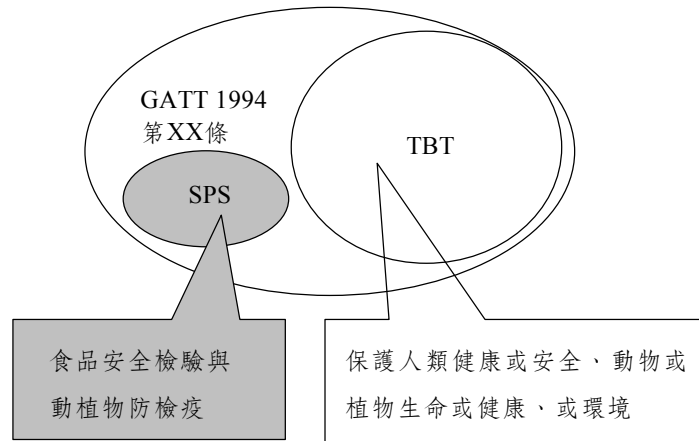 GATT 1994
第XX條
TBT
SPS
食品安全檢驗與
動植物防檢疫
保護人類健康或安全、動物或
植物生命或健康、或環境